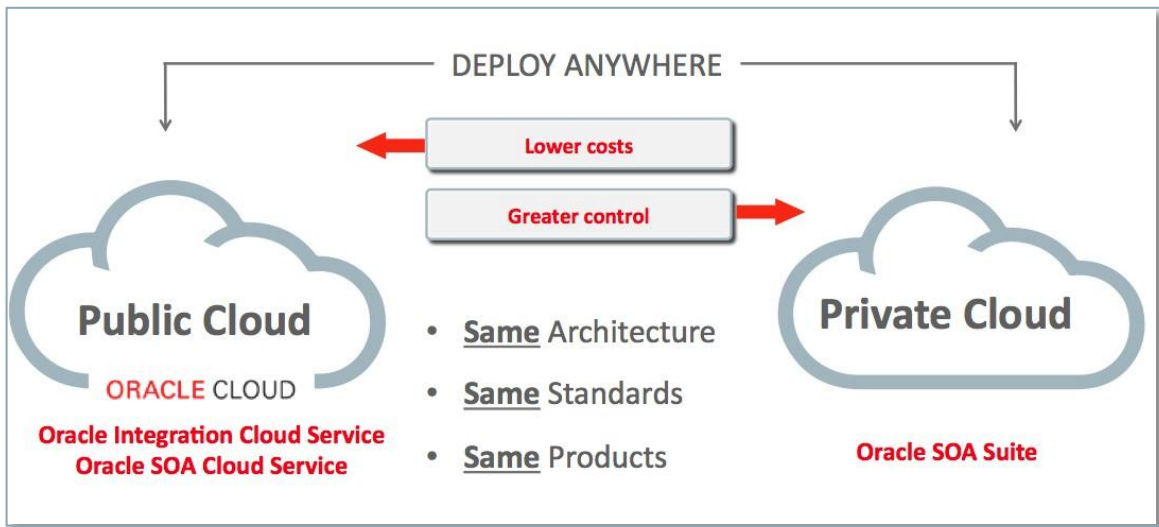 DEPLOY ANYWHERE
Lower costs
Greater control
Public Cloud
ORACLE CLOUD
Oracle Integration Cloud Service
Oracle SOA Cloud Service
• Same Architecture
• Same Standards
• Same Products
Private Cloud
Oracle SOA Suite